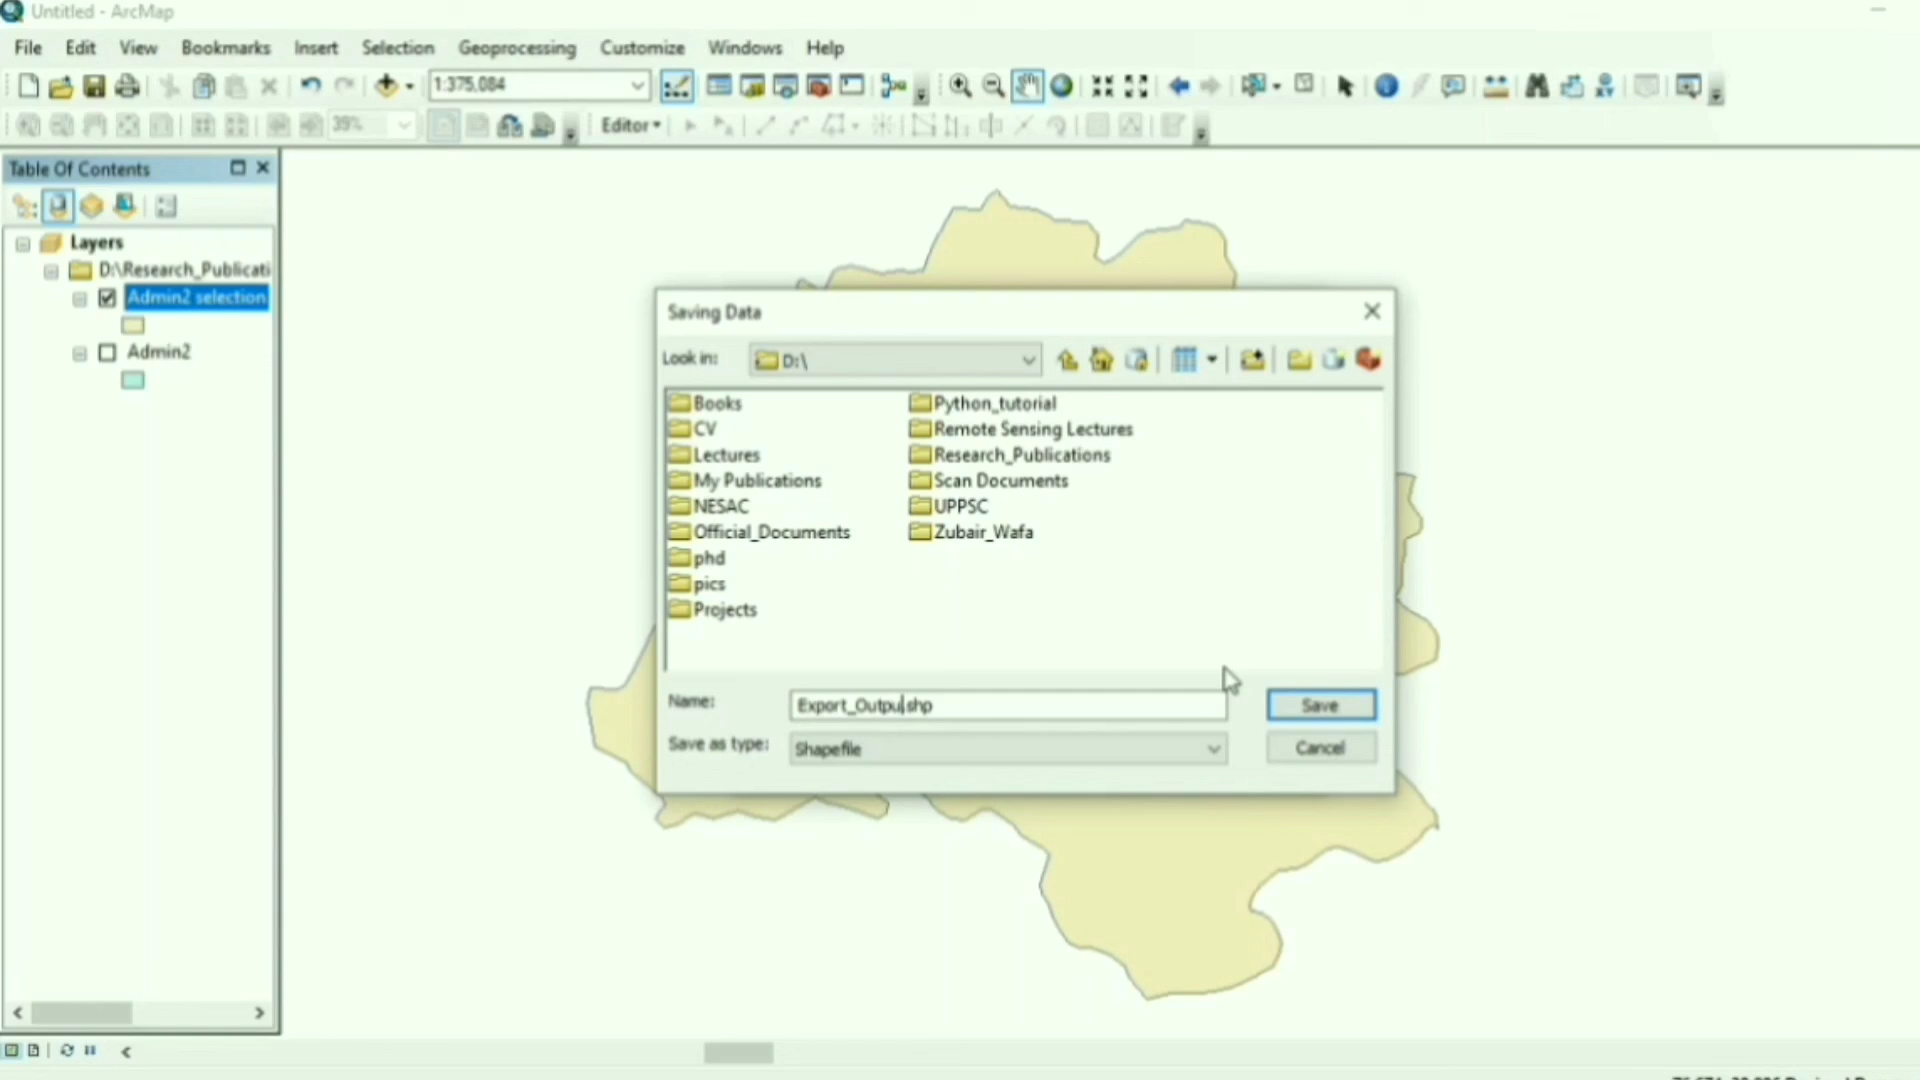 Untitled - ArcMap
File Edit View Bookmarks Insert Selection Geoprocessing Customize Windows Help
1:375,084
39%
Editor
Table Of Contents
Layers
D:\Research_Publicati
Admin2 selection
Admin2
Saving Data
Look in: D:\
Books
CV
Lectures
My Publications
NESAC
Official_Documents
phd
pics
Projects
Python_tutorial
Remote Sensing Lectures
Research_Publications
Scan Documents
UPPSC
Zubair_Wafa
Name: Export_Outpu.shp
Save
Save as type: Shapefile
Cancel